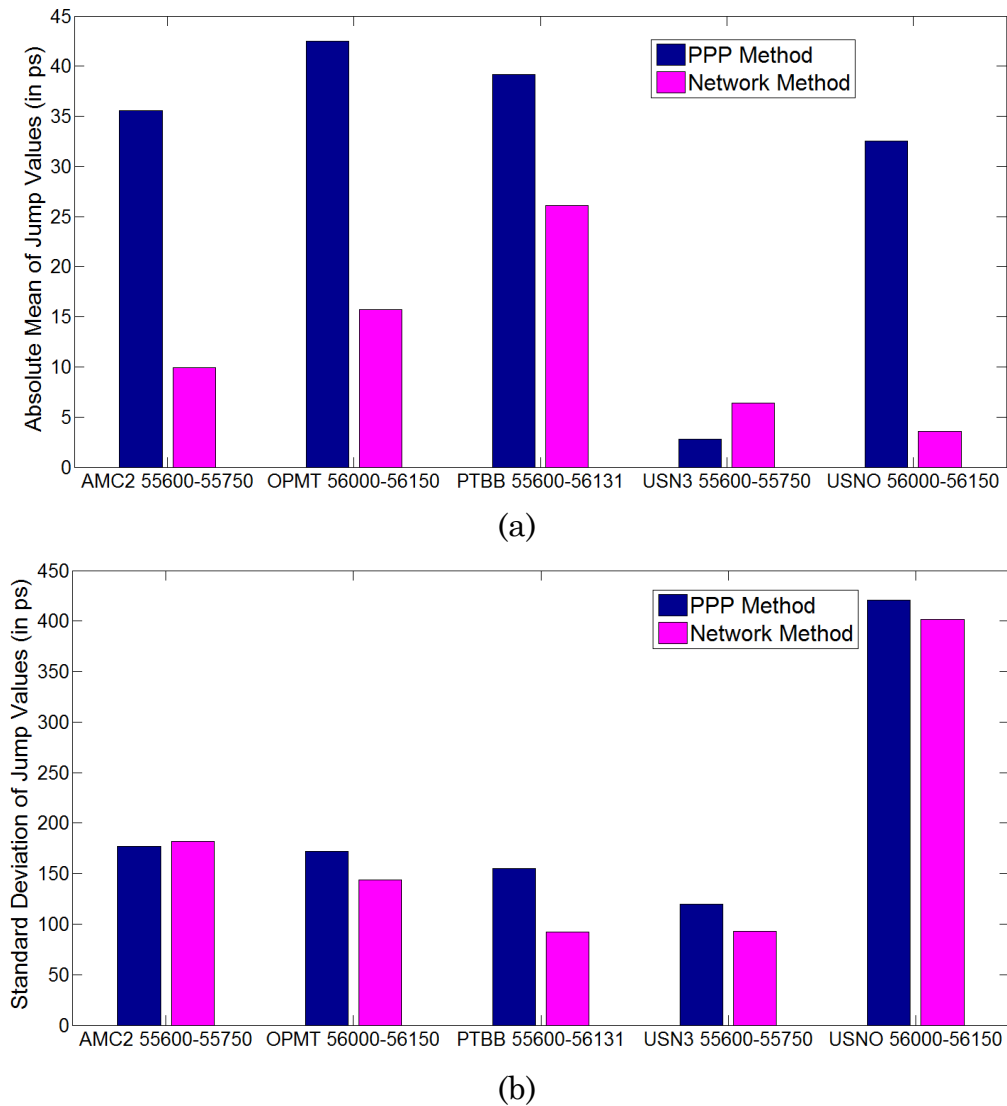 45
40
35
30
25
20
15
10
5
0
Absolute Mean of Jump Values (in ps)
PPP Method
Network Method
AMC2 55600-55750 OPMT 56000-56150 PTBB 55600-56131 USN3 55600-55750 USNO 56000-56150
(a)
450
400
350
300
250
200
150
100
50
0
Standard Deviation of Jump Values (in ps)
PPP Method
Network Method
AMC2 55600-55750 OPMT 56000-56150 PTBB 55600-56131 USN3 55600-55750 USNO 56000-56150
(b)